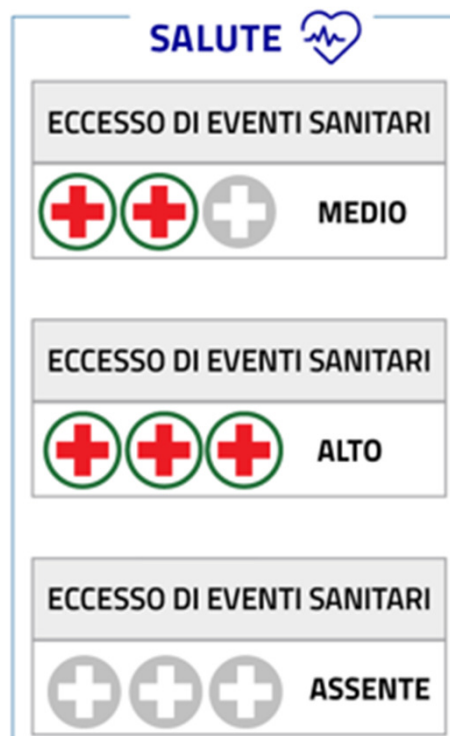 SALUTE
ECCESSO DI EVENTI SANITARI
MEDIO
ECCESSO DI EVENTI SANITARI
ALTO
ECCESSO DI EVENTI SANITARI
ASSENTE